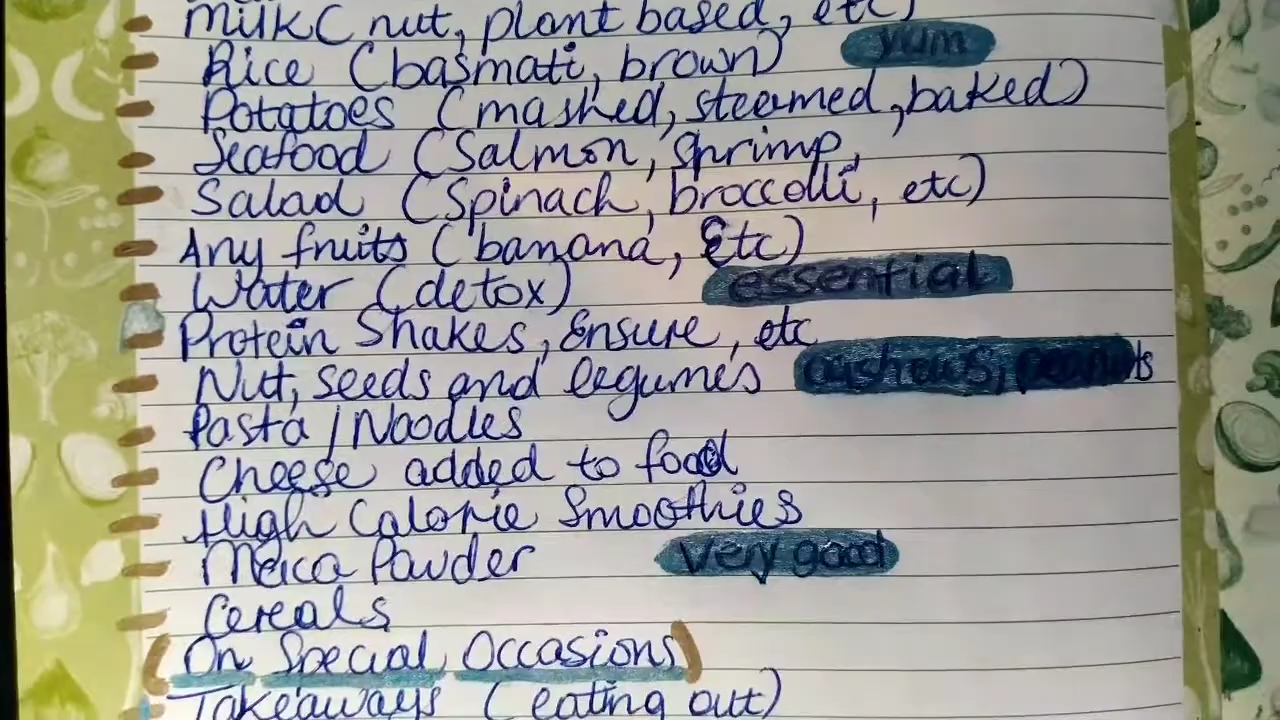 Milk ( nut, plant based, etc)
Rice (basmati, brown) yum
Potatoes (mashed, steamed, baked)
Seafood (Salmon, Shrimp,
Salad (Spinach, broccolli, etc)
Any fruits ( banana, Etc)
Water (detox) essential
Protein Shakes, Ensure, etc
Nut, seeds and legumes cashews, peanuts
Pasta / Noodles
Cheese added to food
High Calorie Smoothies
Maca Powder Very good
Cereals
(On Special Occasions)
Takeaways (eating out)